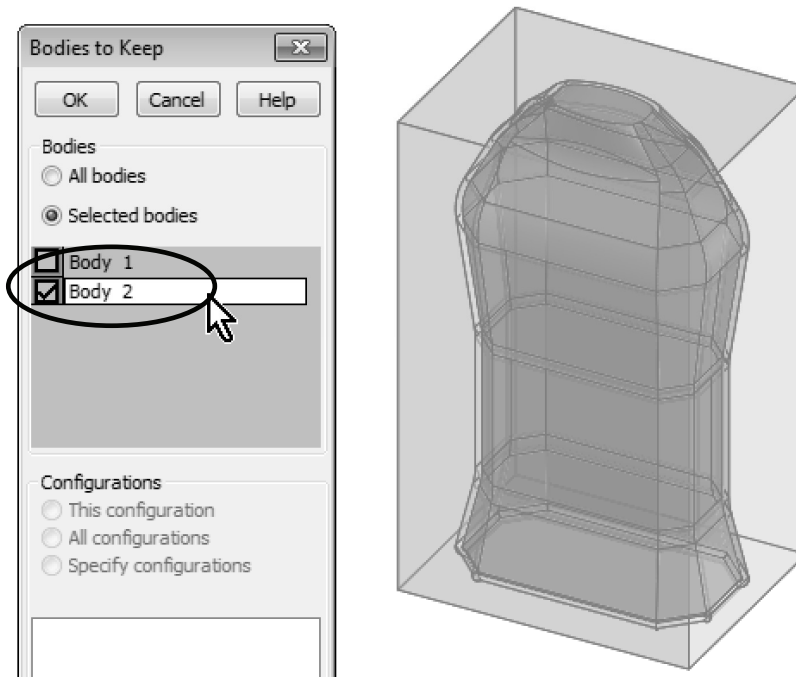 Bodies to Keep
OK Cancel Help
Bodies
All bodies
Selected bodies
Body 1
Body 2
Configurations
This configuration
All configurations
Specify configurations